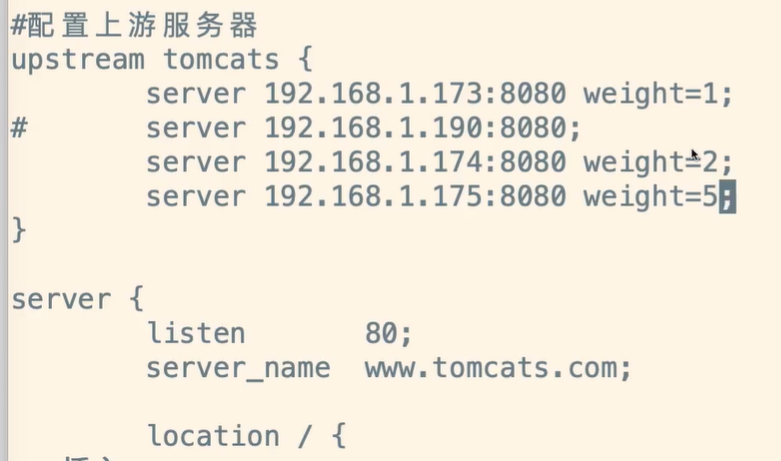 #配置上游服务器
upstream tomcats {
        server 192.168.1.173:8080 weight=1;
#       server 192.168.1.190:8080;
        server 192.168.1.174:8080 weight=2;
        server 192.168.1.175:8080 weight=5;
}
server {
        listen       80;
        server_name  www.tomcats.com;
        location / {